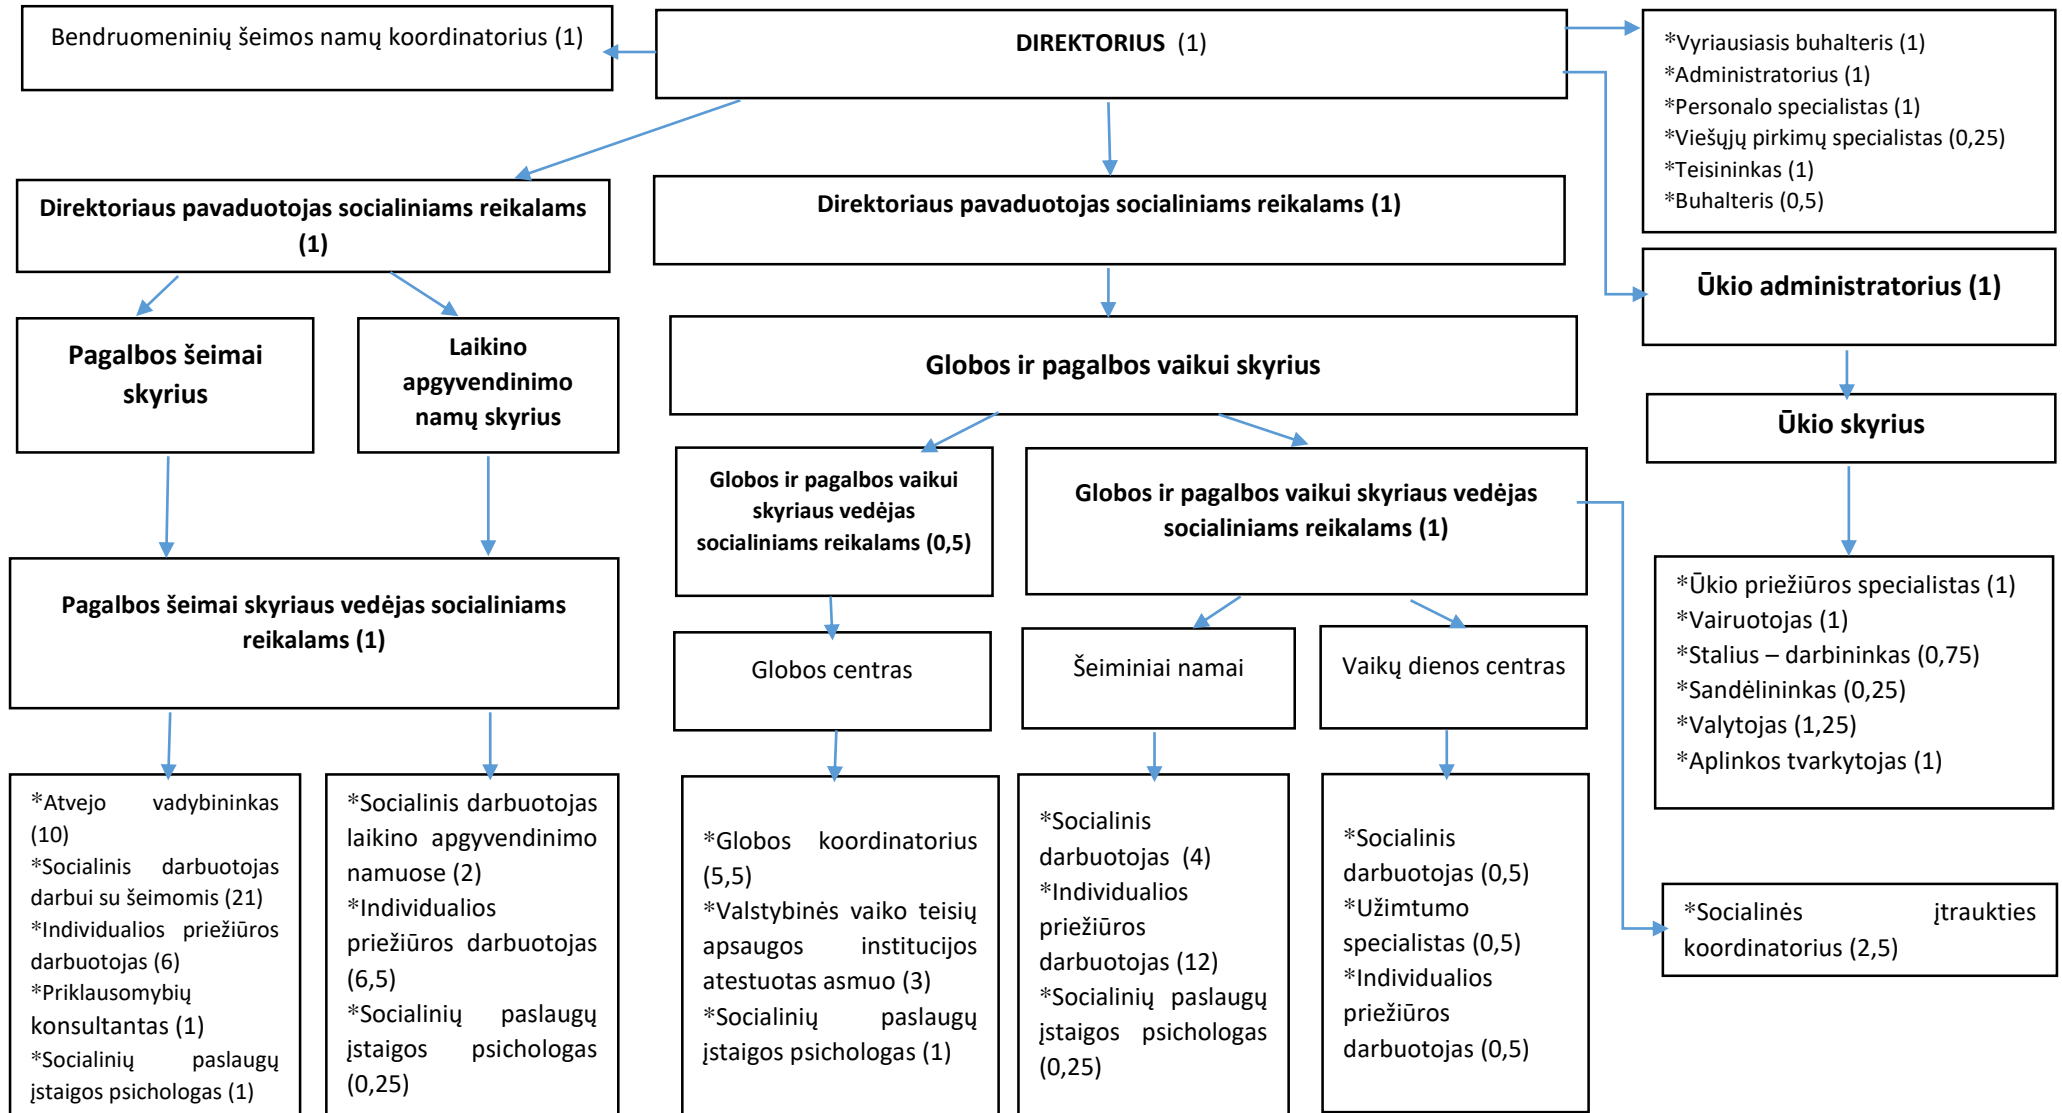 Bendruomeninių šeimos namų koordinatorius (1)
DIREKTORIUS (1)
*Vyriausiasis buhalteris (1)
*Administratorius (1)
*Personalo specialistas (1)
*Viešųjų pirkimų specialistas (0,25)
*Teisininkas (1)
*Buhalteris (0,5)
Direktoriaus pavaduotojas socialiniams reikalams
(1)
Direktoriaus pavaduotojas socialiniams reikalams (1)
Ūkio administratorius (1)
Pagalbos šeimai
skyrius
Laikino
apgyvendinimo
namų skyrius
Globos ir pagalbos vaikui skyrius
Ūkio skyrius
Globos ir pagalbos vaikui
skyriaus vedėjas
socialiniams reikalams (0,5)
Globos ir pagalbos vaikui skyriaus vedėjas
socialiniams reikalams (1)
Pagalbos šeimai skyriaus vedėjas socialiniams
reikalams (1)
Globos centras
Šeiminiai namai
Vaikų dienos centras
*Ūkio priežiūros specialistas (1)
*Vairuotojas (1)
*Stalius – darbininkas (0,75)
*Sandėlininkas (0,25)
*Valytojas (1,25)
*Aplinkos tvarkytojas (1)
*Atvejo vadybininkas
(10)
*Socialinis darbuotojas
darbui su šeimomis (21)
*Individualios priežiūros
darbuotojas (6)
*Priklausomybių
konsultantas (1)
*Socialinių paslaugų
įstaigos psichologas (1)
*Socialinis darbuotojas
laikino apgyvendinimo
namuose (2)
*Individualios
priežiūros darbuotojas
(6,5)
*Socialinių paslaugų
įstaigos psichologas
(0,25)
*Globos koordinatorius
(5,5)
*Valstybinės vaiko teisių
apsaugos institucijos
atestuotas asmuo (3)
*Socialinių paslaugų
įstaigos psichologas (1)
*Socialinis
darbuotojas (4)
*Individualios
priežiūros
darbuotojas (12)
*Socialinių paslaugų
įstaigos psichologas
(0,25)
*Socialinis
darbuotojas (0,5)
*Užimtumo
specialistas (0,5)
*Individualios
priežiūros
darbuotojas (0,5)
*Socialinės įtraukties
koordinatorius (2,5)